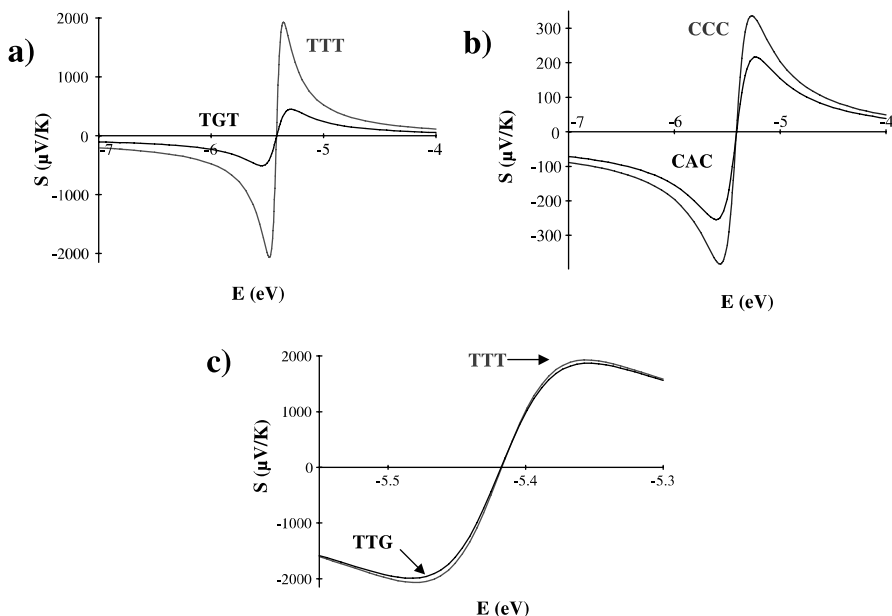 a)
S (µV/K)
2000
1000
0
-1000
-2000
-7
-6
-5
-4
TTT
TGT
E (eV)
b)
S (µV/K)
300
200
100
0
-100
-200
-300
-7
-6
-5
-4
CCC
CAC
E (eV)
c)
S (µV/K)
2000
1000
0
-1000
-2000
-5.5
-5.4
-5.3
TTT
TTG
E (eV)